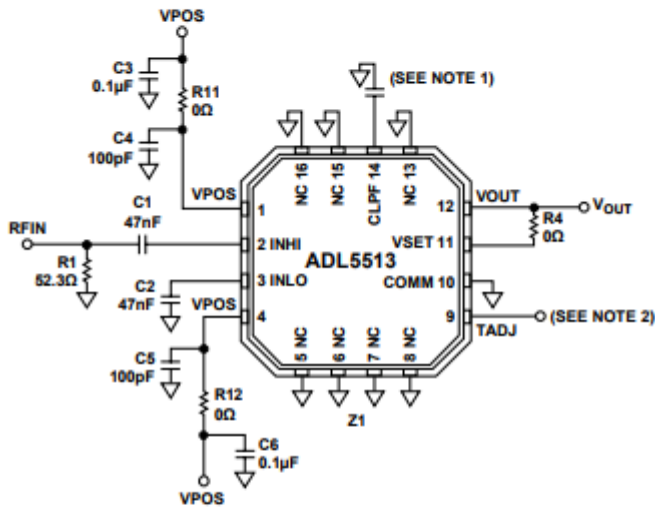 VPOS
C3
0.1µF
R11
0Ω
C4
100pF
(SEE NOTE 1)
NC 16
NC 15
CLPF 14
NC 13
VPOS
1
C1
47nF
RFIN
R1
52.3Ω
2 INHI
C2
47nF
3 INLO
VPOS
4
ADL5513
12
VOUT
VOUT
R4
0Ω
VSET 11
COMM 10
9
TADJ
(SEE NOTE 2)
5 NC
6 NC
7 NC
8 NC
Z1
C5
100pF
R12
0Ω
C6
0.1µF
VPOS